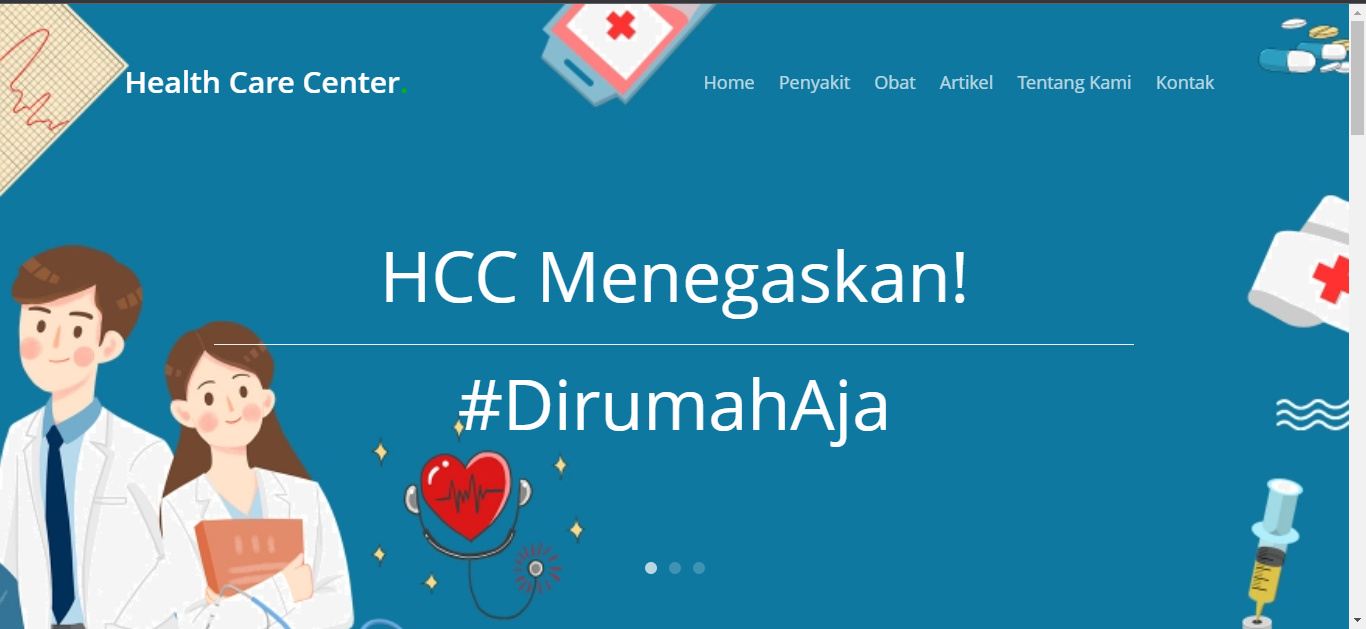 Health Care Center.
Home Penyakit Obat Artikel Tentang Kami Kontak
HCC Menegaskan!
#DirumahAja